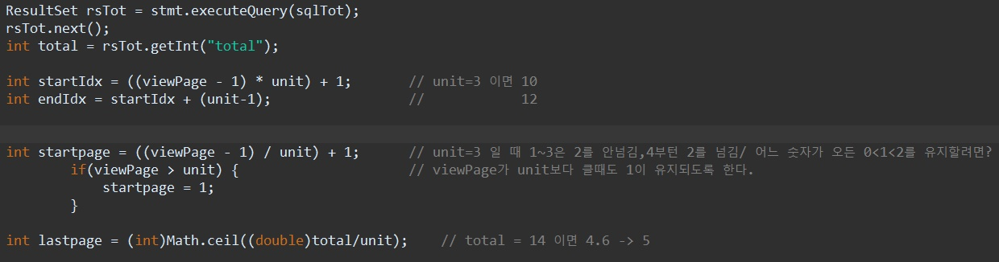 ResultSet rsTot = stmt.executeQuery(sqlTot);
rsTot.next();
int total = rsTot.getInt("total");
int startIdx = ((viewPage - 1) * unit) + 1; // unit=3 이면 10
int endIdx = startIdx + (unit-1); // 12
int startpage = ((viewPage - 1) / unit) + 1; // unit=3 일 때 1~3은 2를 안넘김,4부턴 2를 넘김/ 어느 숫자가 오든 0<1<2를 유지할려면?
if(viewPage > unit) { // viewPage가 unit보다 클때도 1이 유지되도록 한다.
startpage = 1;
}
int lastpage = (int)Math.ceil((double)total/unit); // total = 14 이면 4.6 -> 5